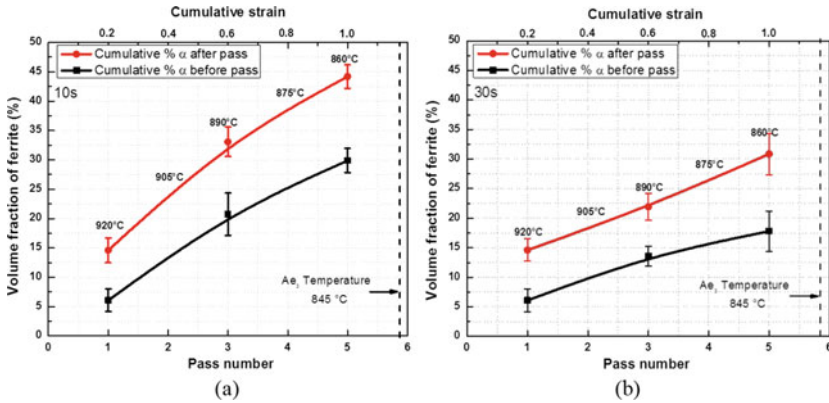 Cumulative strain
0.2 0.4 0.6 0.8 1.0
50
45
40
35
30
25
20
15
10
5
0
Volume fraction of ferrite (%)
Cumulative % α after pass
Cumulative % α before pass
10s
920°C
905°C
890°C
875°C
860°C
Ae₃ Temperature
845 °C
0 1 2 3 4 5 6
Pass number
(a)
Cumulative strain
0.2 0.4 0.6 0.8 1.0
50
45
40
35
30
25
20
15
10
5
0
Volume fraction of ferrite (%)
Cumulative % α after pass
Cumulative % α before pass
30s
920°C
905°C
890°C
875°C
860°C
Ae₃ Temperature
845 °C
0 1 2 3 4 5 6
Pass number
(b)